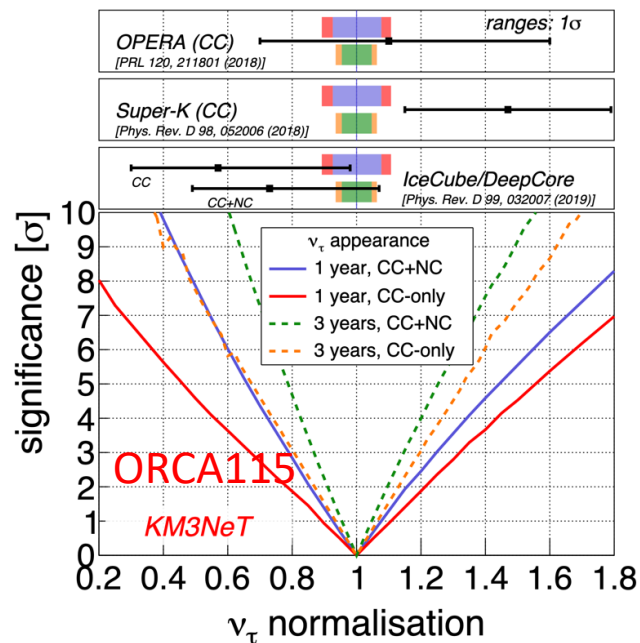 ranges: 1σ
OPERA (CC)
[PRL 120, 211801 (2018)]
Super-K (CC)
[Phys. Rev. D 98, 052006 (2018)]
CC
CC+NC
IceCube/DeepCore
[Phys. Rev. D 99, 032007 (2019)]
significance [σ]
10
9
8
7
6
5
4
3
2
1
0
ντ appearance
1 year, CC+NC
1 year, CC-only
3 years, CC+NC
3 years, CC-only
ORCA115
KM3NeT
0.2 0.4 0.6 0.8 1 1.2 1.4 1.6 1.8
ντ normalisation